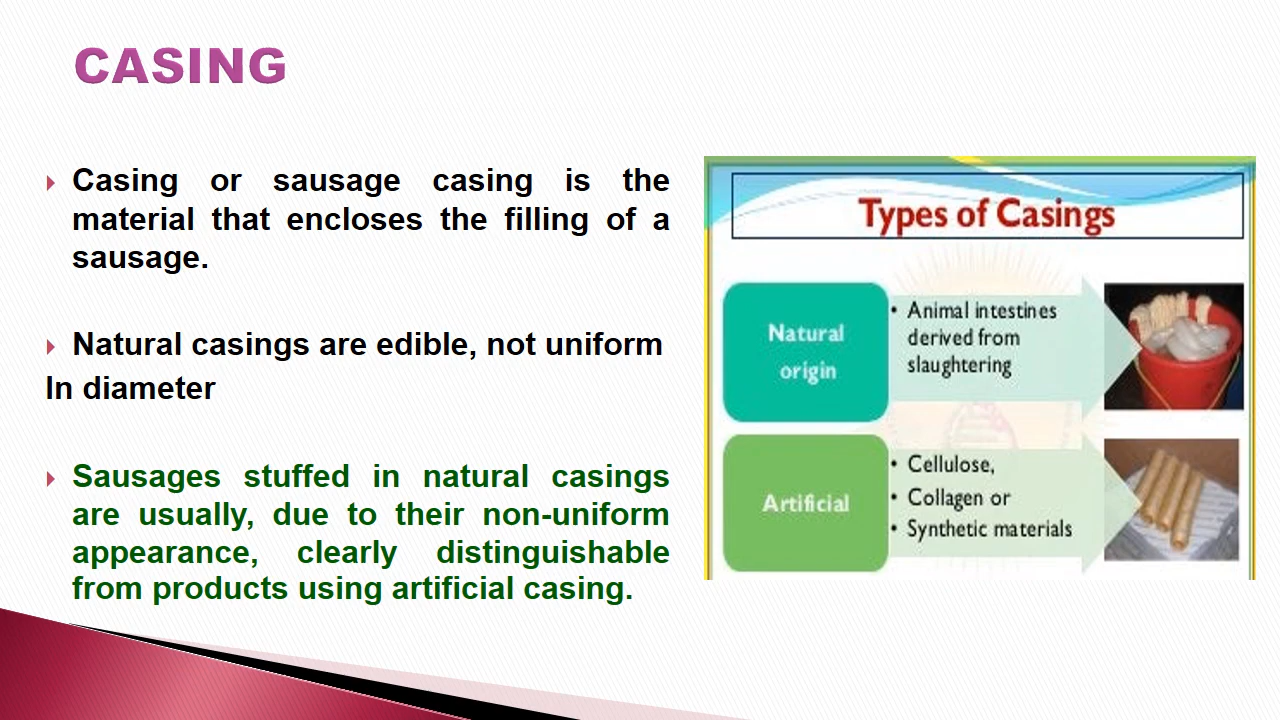 CASING
Casing or sausage casing is the
material that encloses the filling of a
sausage.
Natural casings are edible, not uniform
In diameter
Sausages stuffed in natural casings
are usually, due to their non-uniform
appearance, clearly distinguishable
from products using artificial casing.
Types of Casings
Natural
origin
• Animal intestines
derived from
slaughtering
Artificial
• Cellulose,
• Collagen or
• Synthetic materials